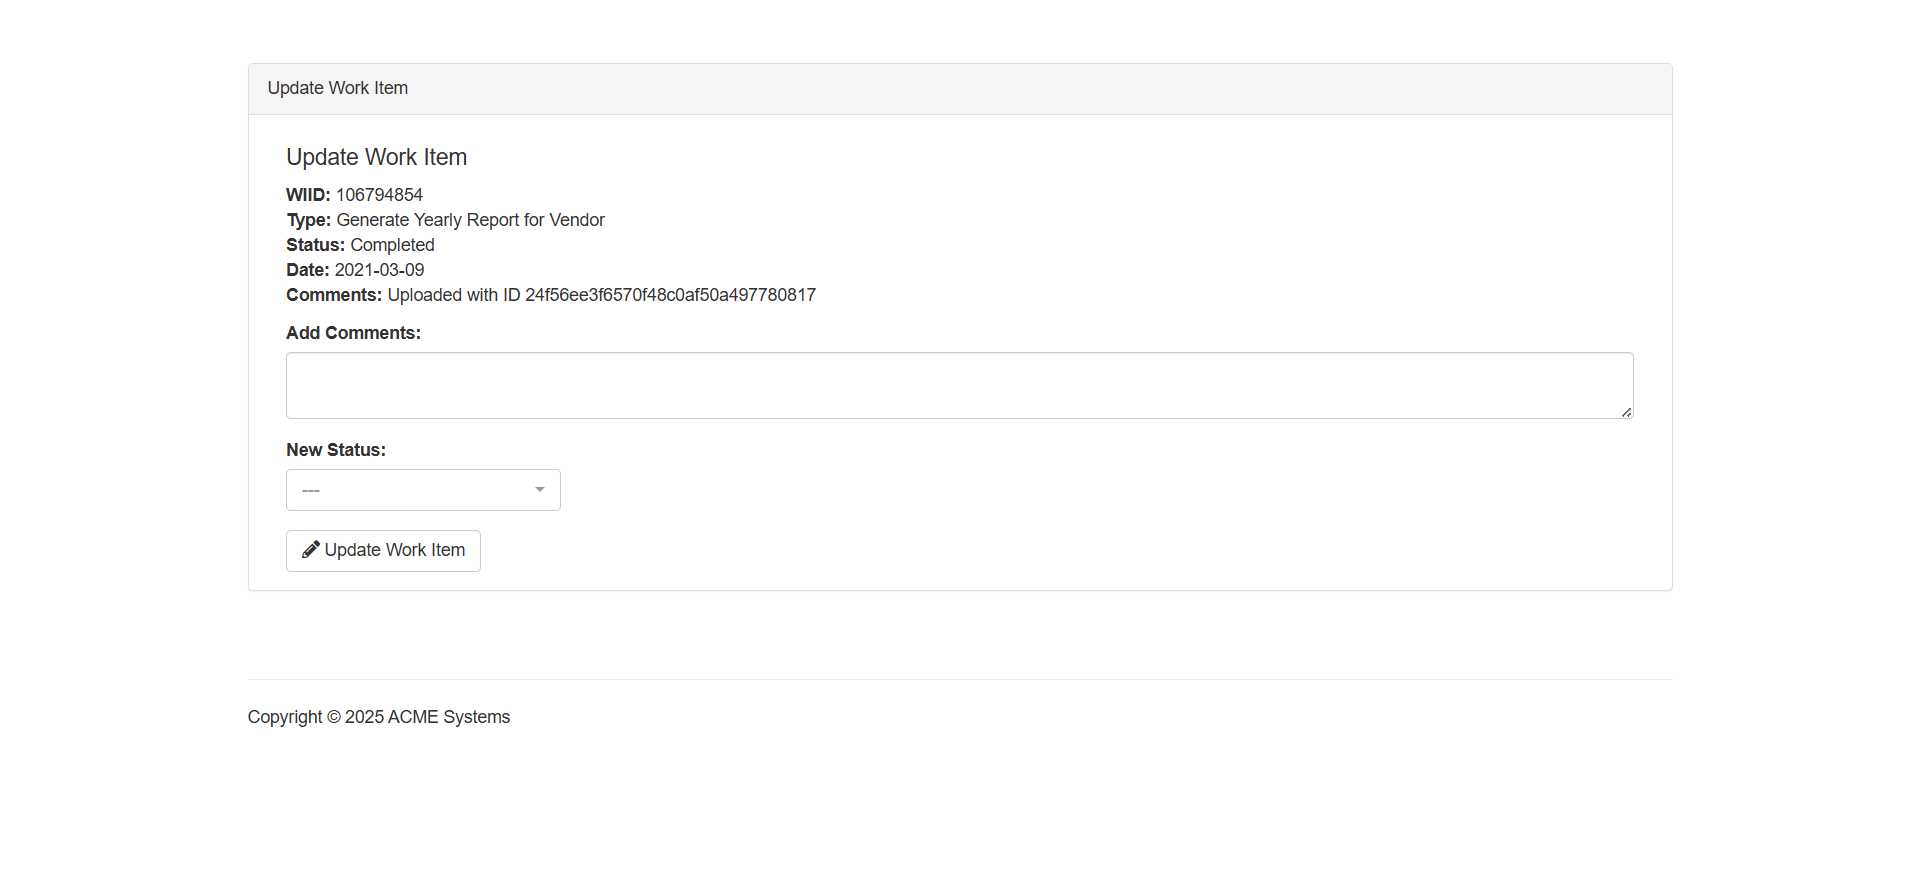 Update Work Item
Update Work Item
WIID: 106794854
Type: Generate Yearly Report for Vendor
Status: Completed
Date: 2021-03-09
Comments: Uploaded with ID 24f56ee3f6570f48c0af50a497780817
Add Comments:
New Status:
---
Update Work Item
Copyright © 2025 ACME Systems